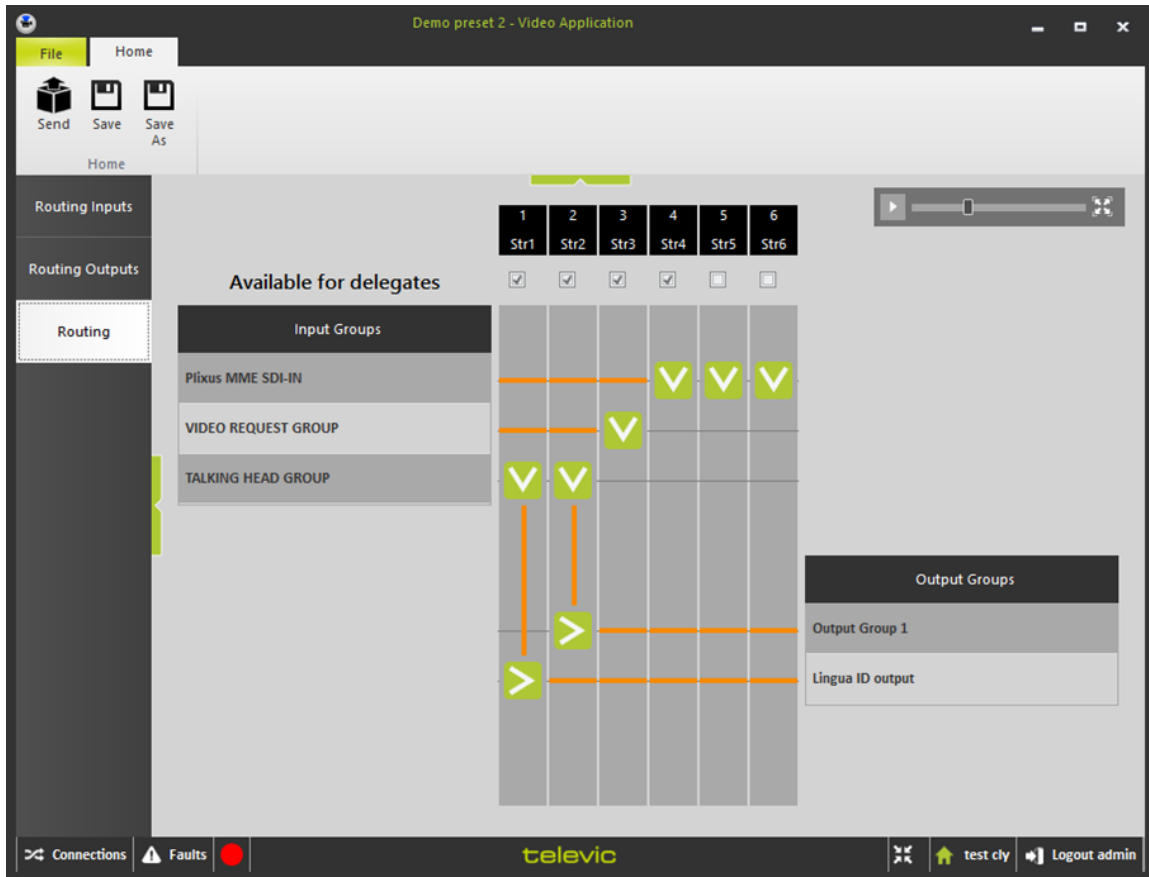 Demo preset 2 - Video Application
File Home
Send Save Save As
Home
Routing Inputs
Routing Outputs
Routing
1 2 3 4 5 6
Str1 Str2 Str3 Str4 Str5 Str6
Available for delegates
Input Groups
Plixus MME SDI-IN
VIDEO REQUEST GROUP
TALKING HEAD GROUP
Output Groups
Output Group 1
Lingua ID output
Connections Faults televic test cly Logout admin